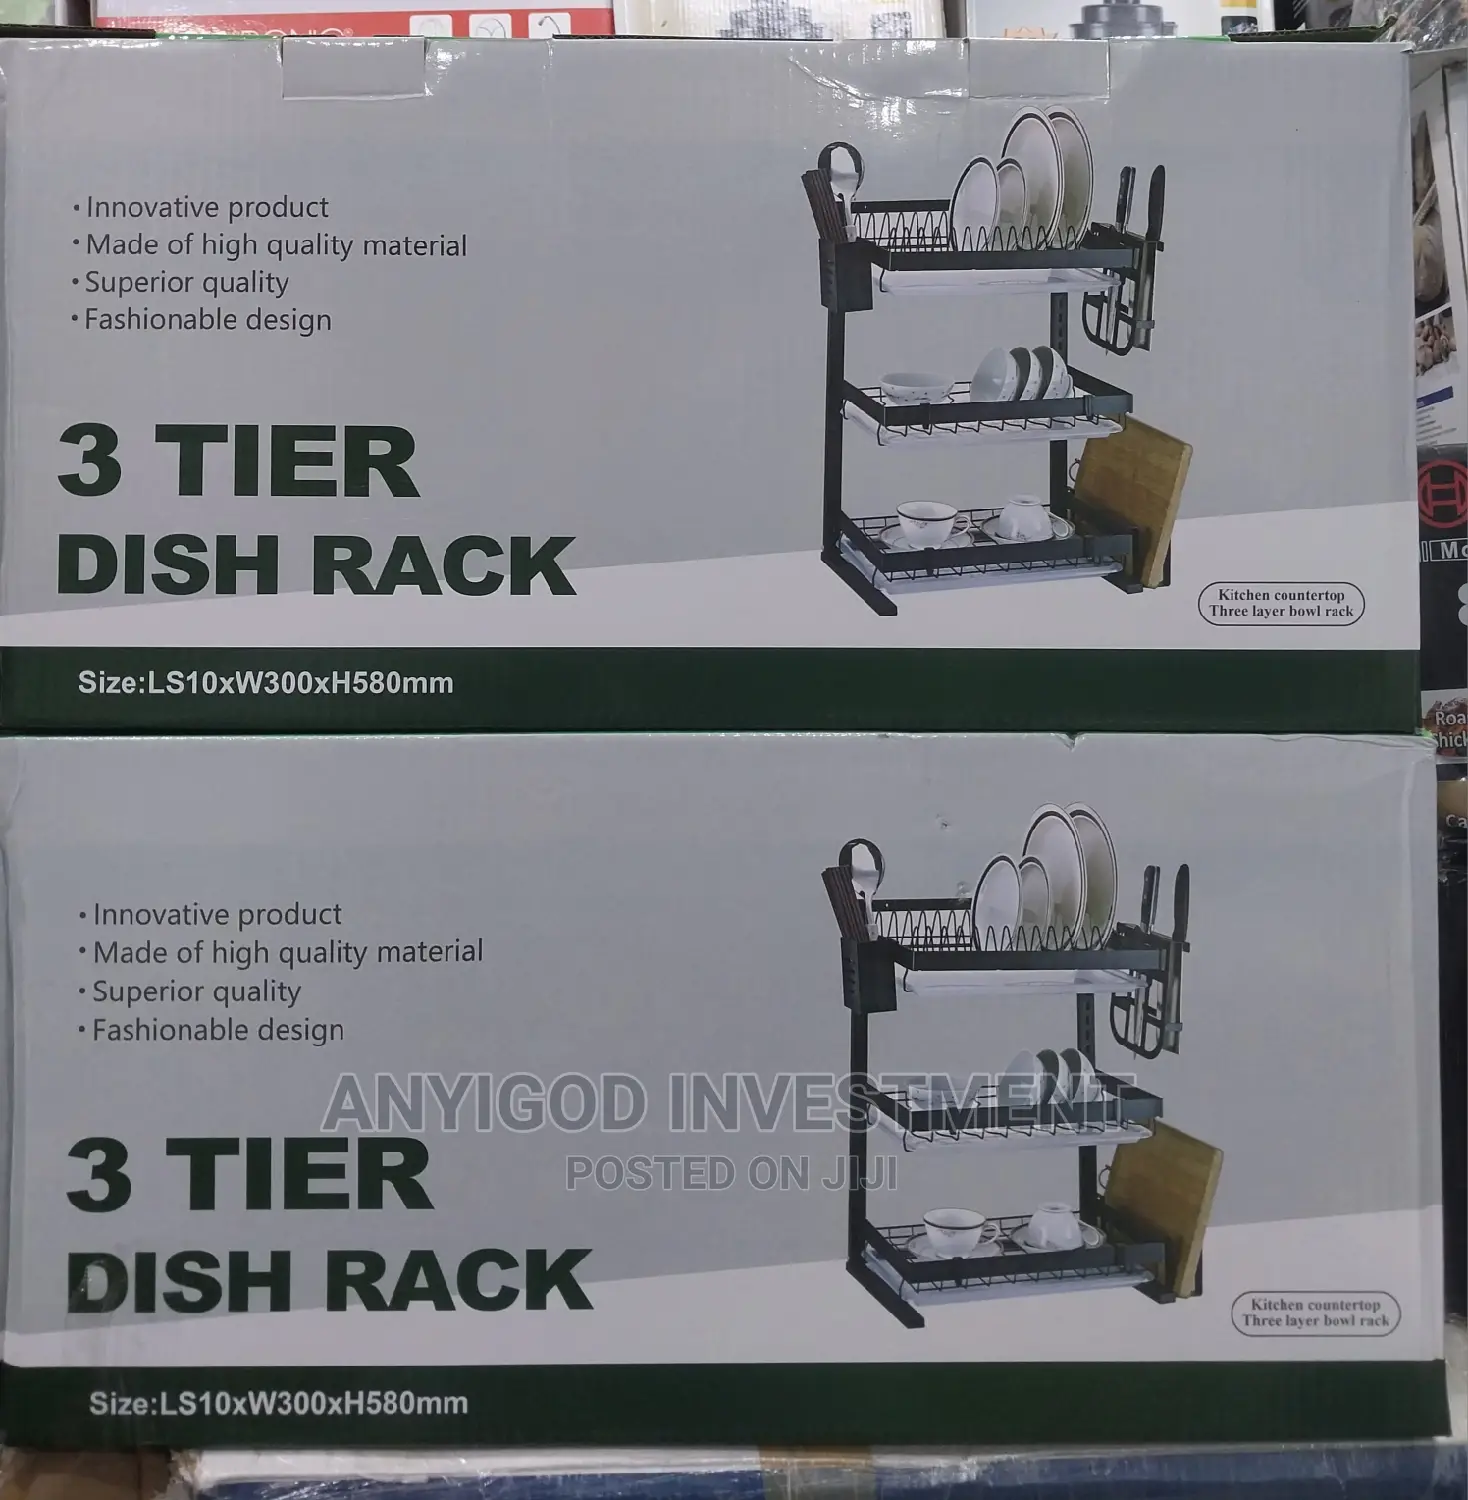 • Innovative product
• Made of high quality material
• Superior quality
• Fashionable design
3 TIER
DISH RACK
Kitchen countertop
Three layer bowl rack
Size:LS10xW300xH580mm
• Innovative product
• Made of high quality material
• Superior quality
• Fashionable design
ANYIGOD INVESTMENT
POSTED ON JIJI
3 TIER
DISH RACK
Kitchen countertop
Three layer bowl rack
Size:LS10xW300xH580mm